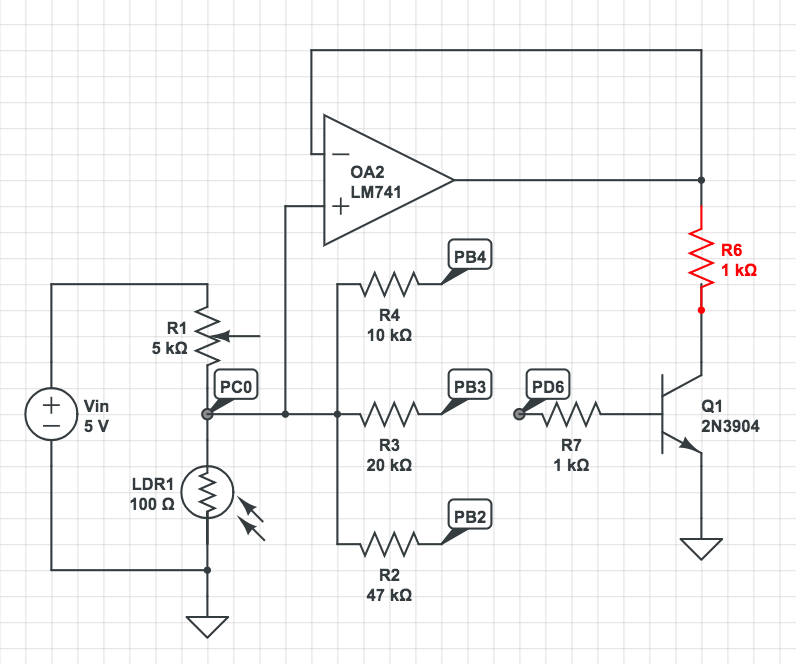 OA2
LM741
PB4
R6
1 kΩ
R4
10 kΩ
R1
5 kΩ
PC0
PB3
PD6
Vin
5 V
Q1
2N3904
R3
20 kΩ
R7
1 kΩ
LDR1
100 Ω
PB2
R2
47 kΩ